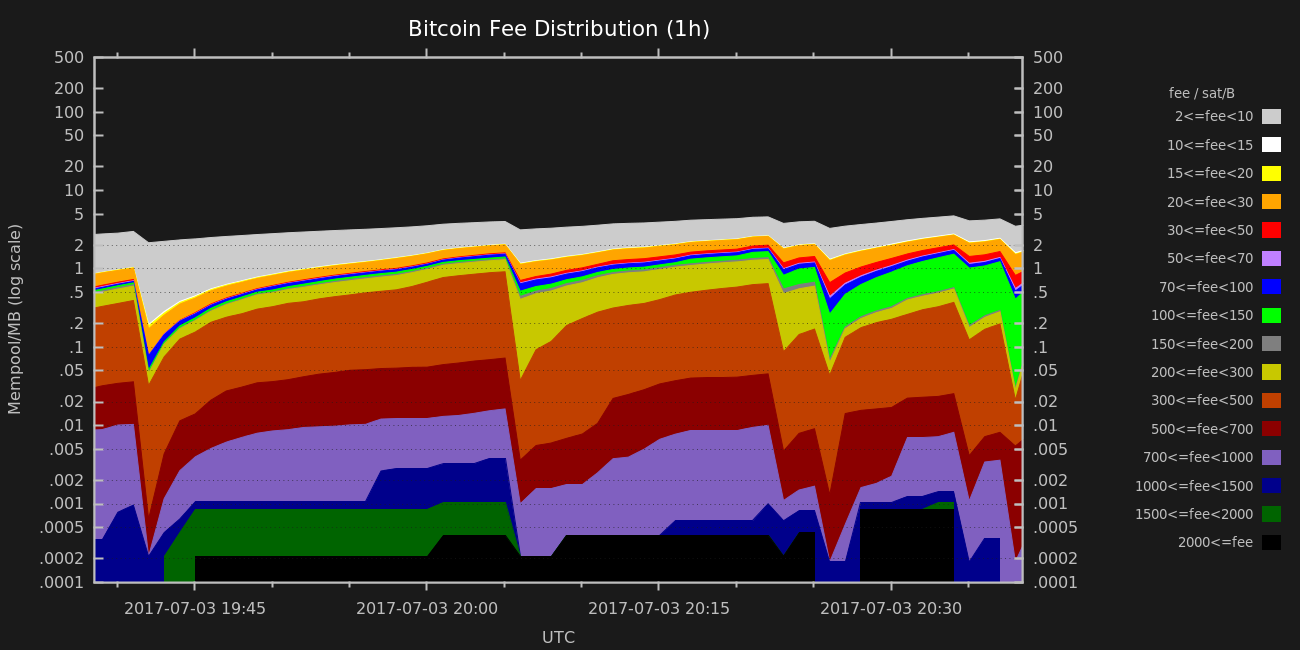 Bitcoin Fee Distribution (1h)
Mempool/MB (log scale)
500
200
100
50
20
10
5
2
1
.5
.2
.1
.05
.02
.01
.005
.002
.001
.0005
.0002
.0001
500
200
100
50
20
10
5
2
1
.5
.2
.1
.05
.02
.01
.005
.002
.001
.0005
.0002
.0001
2017-07-03 19:45
2017-07-03 20:00
2017-07-03 20:15
2017-07-03 20:30
UTC
fee / sat/B
2<=fee<10
10<=fee<15
15<=fee<20
20<=fee<30
30<=fee<50
50<=fee<70
70<=fee<100
100<=fee<150
150<=fee<200
200<=fee<300
300<=fee<500
500<=fee<700
700<=fee<1000
1000<=fee<1500
1500<=fee<2000
2000<=fee